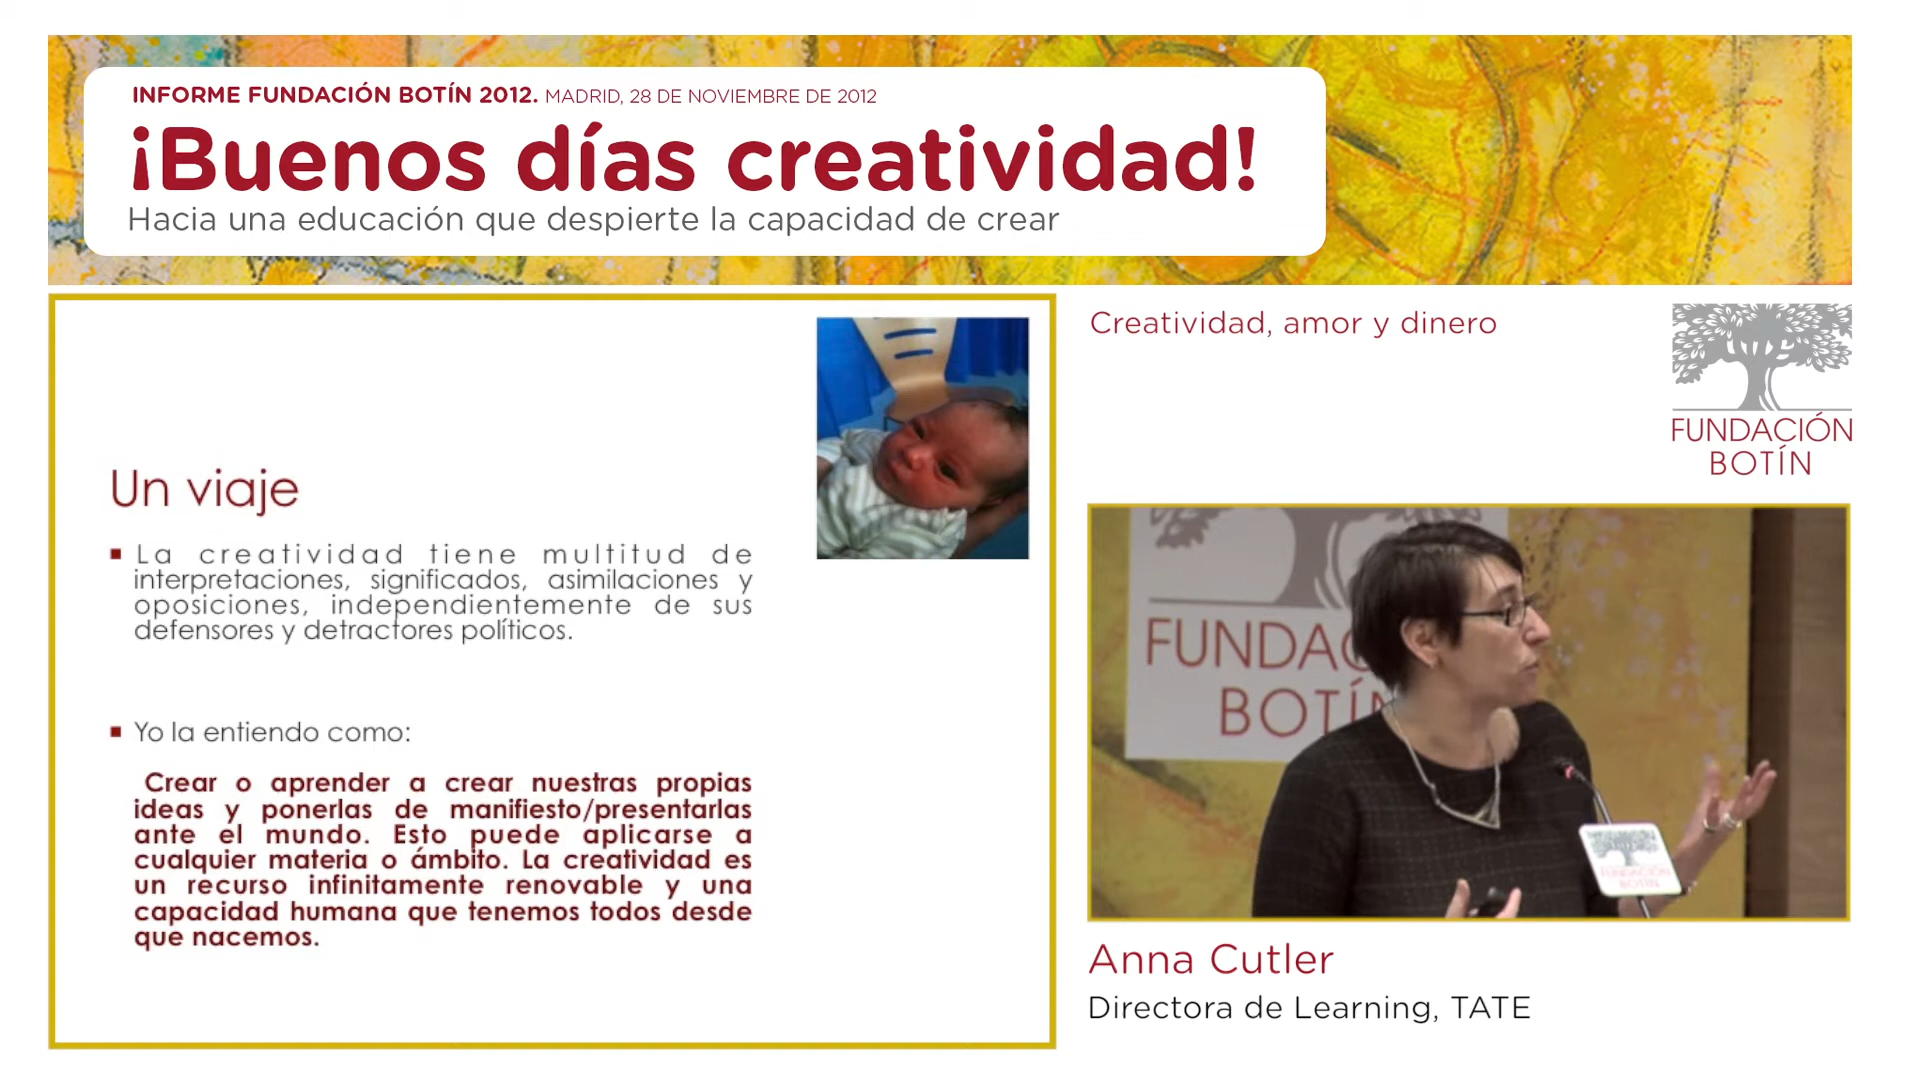 INFORME FUNDACIÓN BOTÍN 2012. MADRID, 28 DE NOVIEMBRE DE 2012
¡Buenos días creatividad!
Hacia una educación que despierte la capacidad de crear
Un viaje
▪ La creatividad tiene multitud de
interpretaciones, significados, asimilaciones y
oposiciones, independientemente de sus
defensores y detractores políticos.
▪ Yo la entiendo como:
Crear o aprender a crear nuestras propias
ideas y ponerlas de manifiesto/presentarlas
ante el mundo. Esto puede aplicarse a
cualquier materia o ámbito. La creatividad es
un recurso infinitamente renovable y una
capacidad humana que tenemos todos desde
que nacemos.
Creatividad, amor y dinero
FUNDACIÓN
BOTÍN
FUNDAC
BOTÍN
FUNDACIÓN
BOTÍN
Anna Cutler
Directora de Learning, TATE